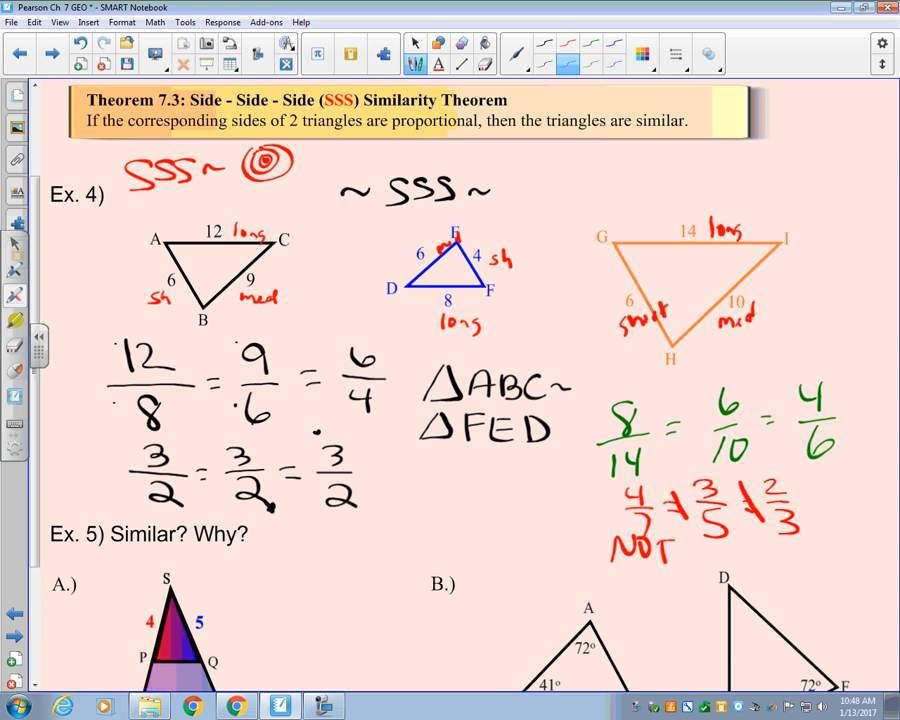 Pearson Ch 7 GEO * - SMART Notebook
File Edit View Insert Format Math Tools Response Add-ons Help
Theorem 7.3: Side - Side - Side (SSS) Similarity Theorem
If the corresponding sides of 2 triangles are proportional, then the triangles are similar.
SSS~
~ SSS ~
Ex. 4)
A 12 long C
6 9
sh med
B
E
6 med 4 sh
D F
8
long
G 14 long I
6 10
short med
H
12/8 = 9/6 = 6/4
3/2 = 3/2 = 3/2
△ABC~
△FED
8/14 = 6/10 = 4/6
4/7 ≠ 3/5 ≠ 2/3
NOT
Ex. 5) Similar? Why?
A.)
S
4 5
P Q
B.)
A
72º
41º
D
72º F
10:48 AM
1/13/2017